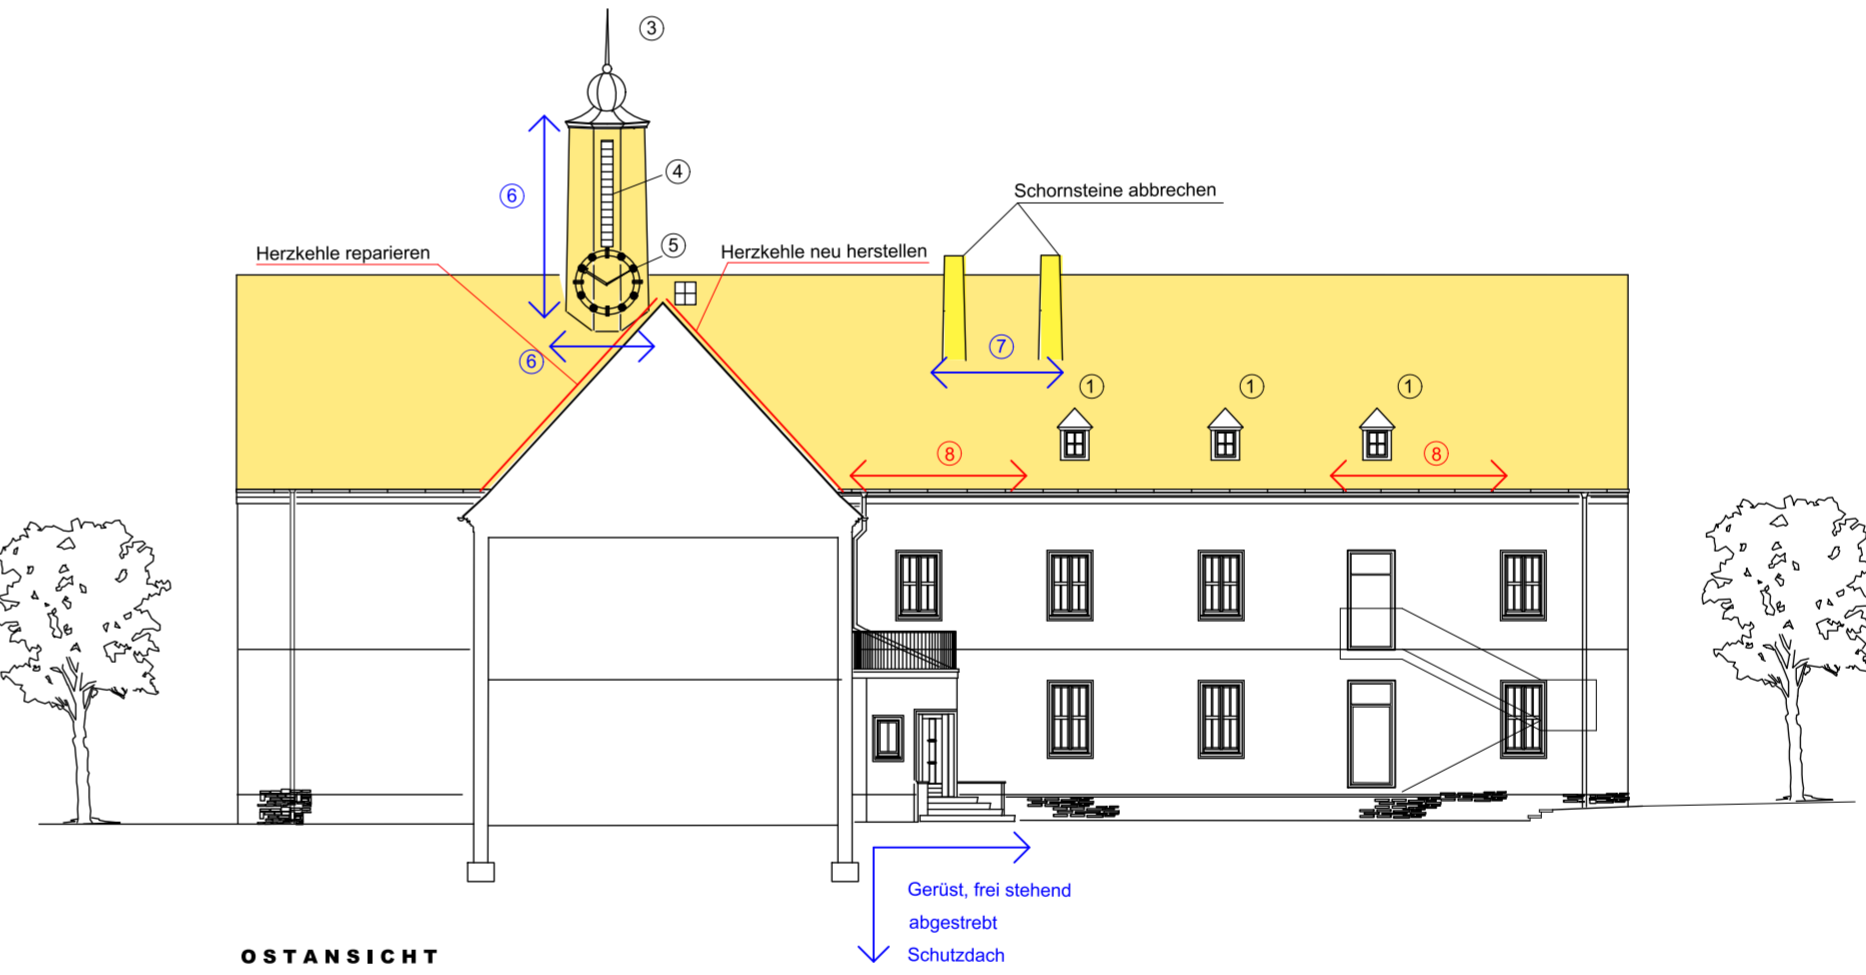 ③
④
⑥
Schornsteine abbrechen
⑤
Herzkehle reparieren
Herzkehle neu herstellen
⑥
⑦
①
①
①
⑧
⑧
Gerüst, frei stehend
abgestrebt
Schutzdach
OSTANSICHT